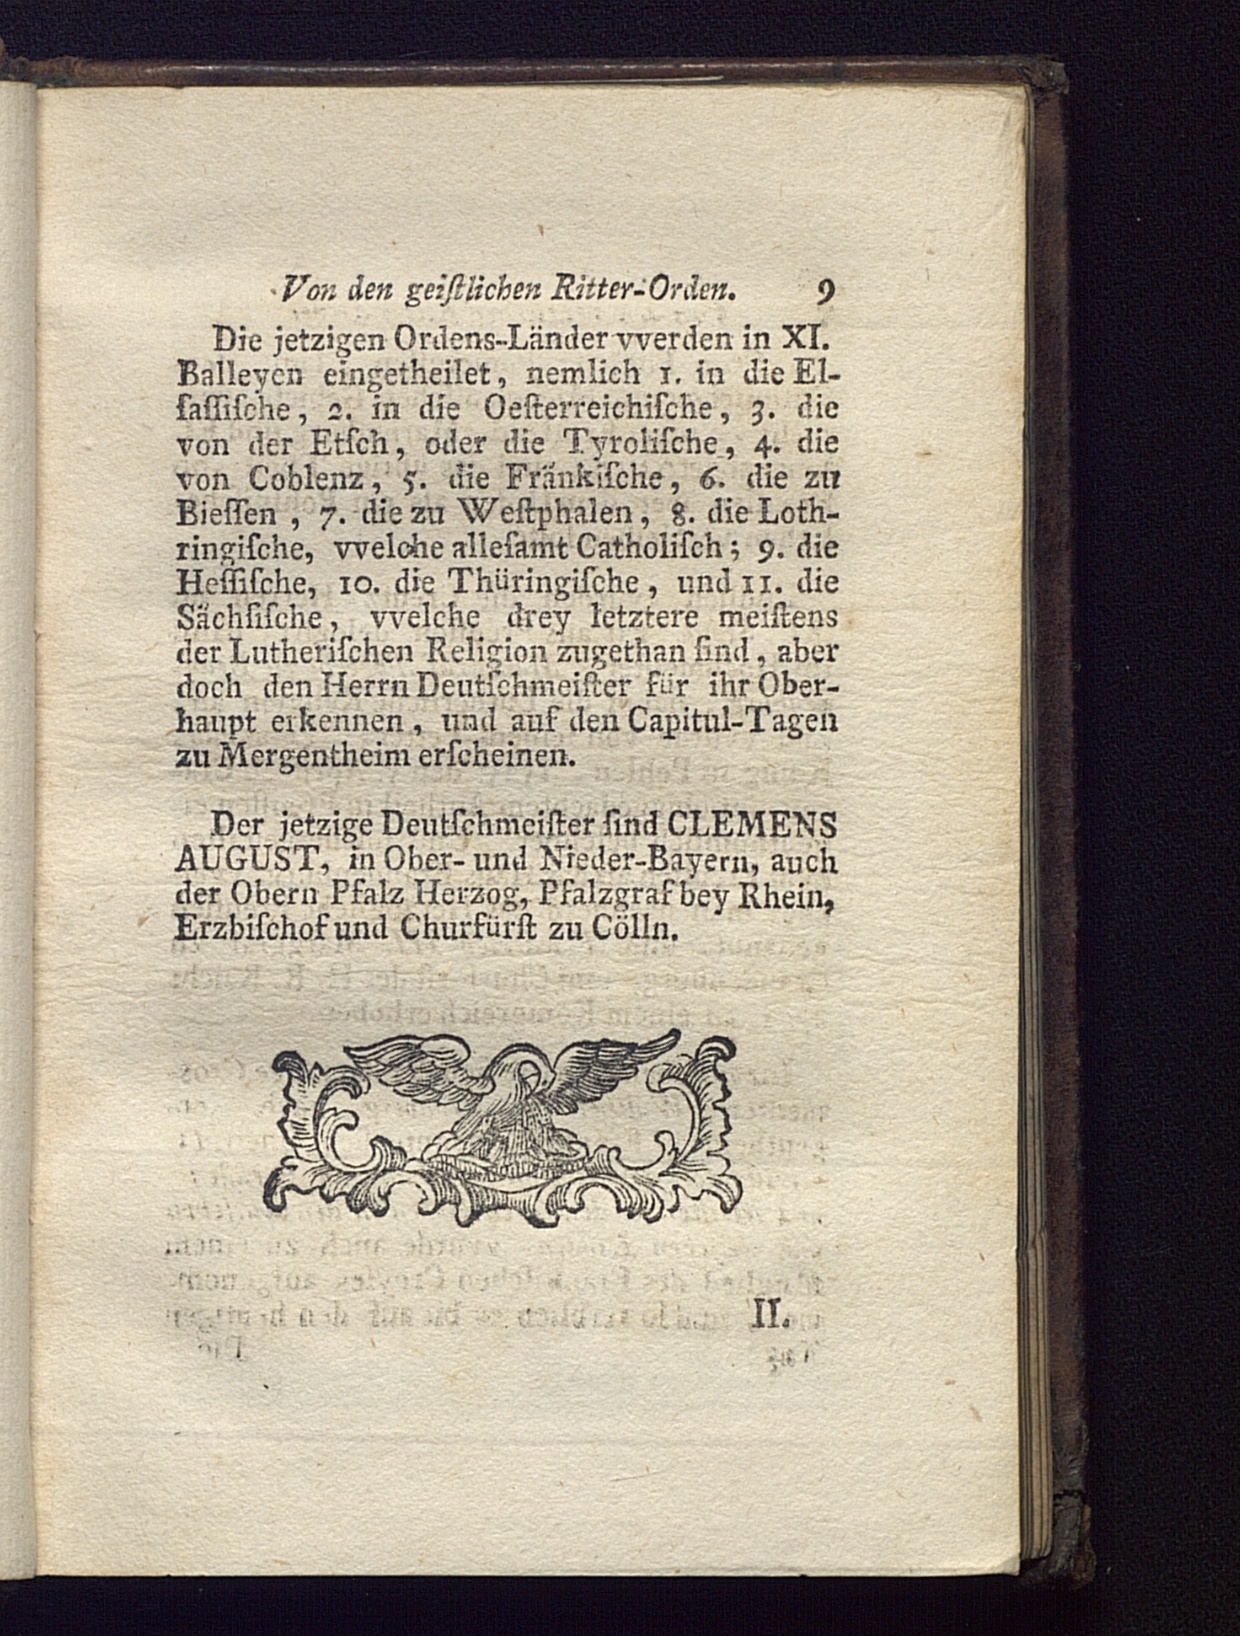 Von den geiſtlichen Ritter-Orden. 9
Die jetzigen Ordens-Länder vverden in XI.
Balleyen eingetheilet, nemlich 1. in die El-
ſaſſiſche, 2. in die Oeſterreichiſche, 3. die
von der Etſch, oder die Tyroliſche, 4. die
von Coblenz, 5. die Fränkiſche, 6. die zu
Bieſſen, 7. die zu Weſtphalen, 8. die Loth-
ringiſche, vvelche alleſamt Catholiſch; 9. die
Heſſiſche, 10. die Thüringiſche, und 11. die
Sächſiſche, vvelche drey letztere meiſtens
der Lutheriſchen Religion zugethan ſind, aber
doch den Herrn Deutſchmeiſter für ihr Ober-
haupt erkennen, und auf den Capitul-Tagen
zu Mergentheim erſcheinen.
Der jetzige Deutſchmeiſter ſind CLEMENS
AUGUST, in Ober- und Nieder-Bayern, auch
der Obern Pfalz Herzog, Pfalzgraf bey Rhein,
Erzbiſchof und Churfürſt zu Cölln.
II.